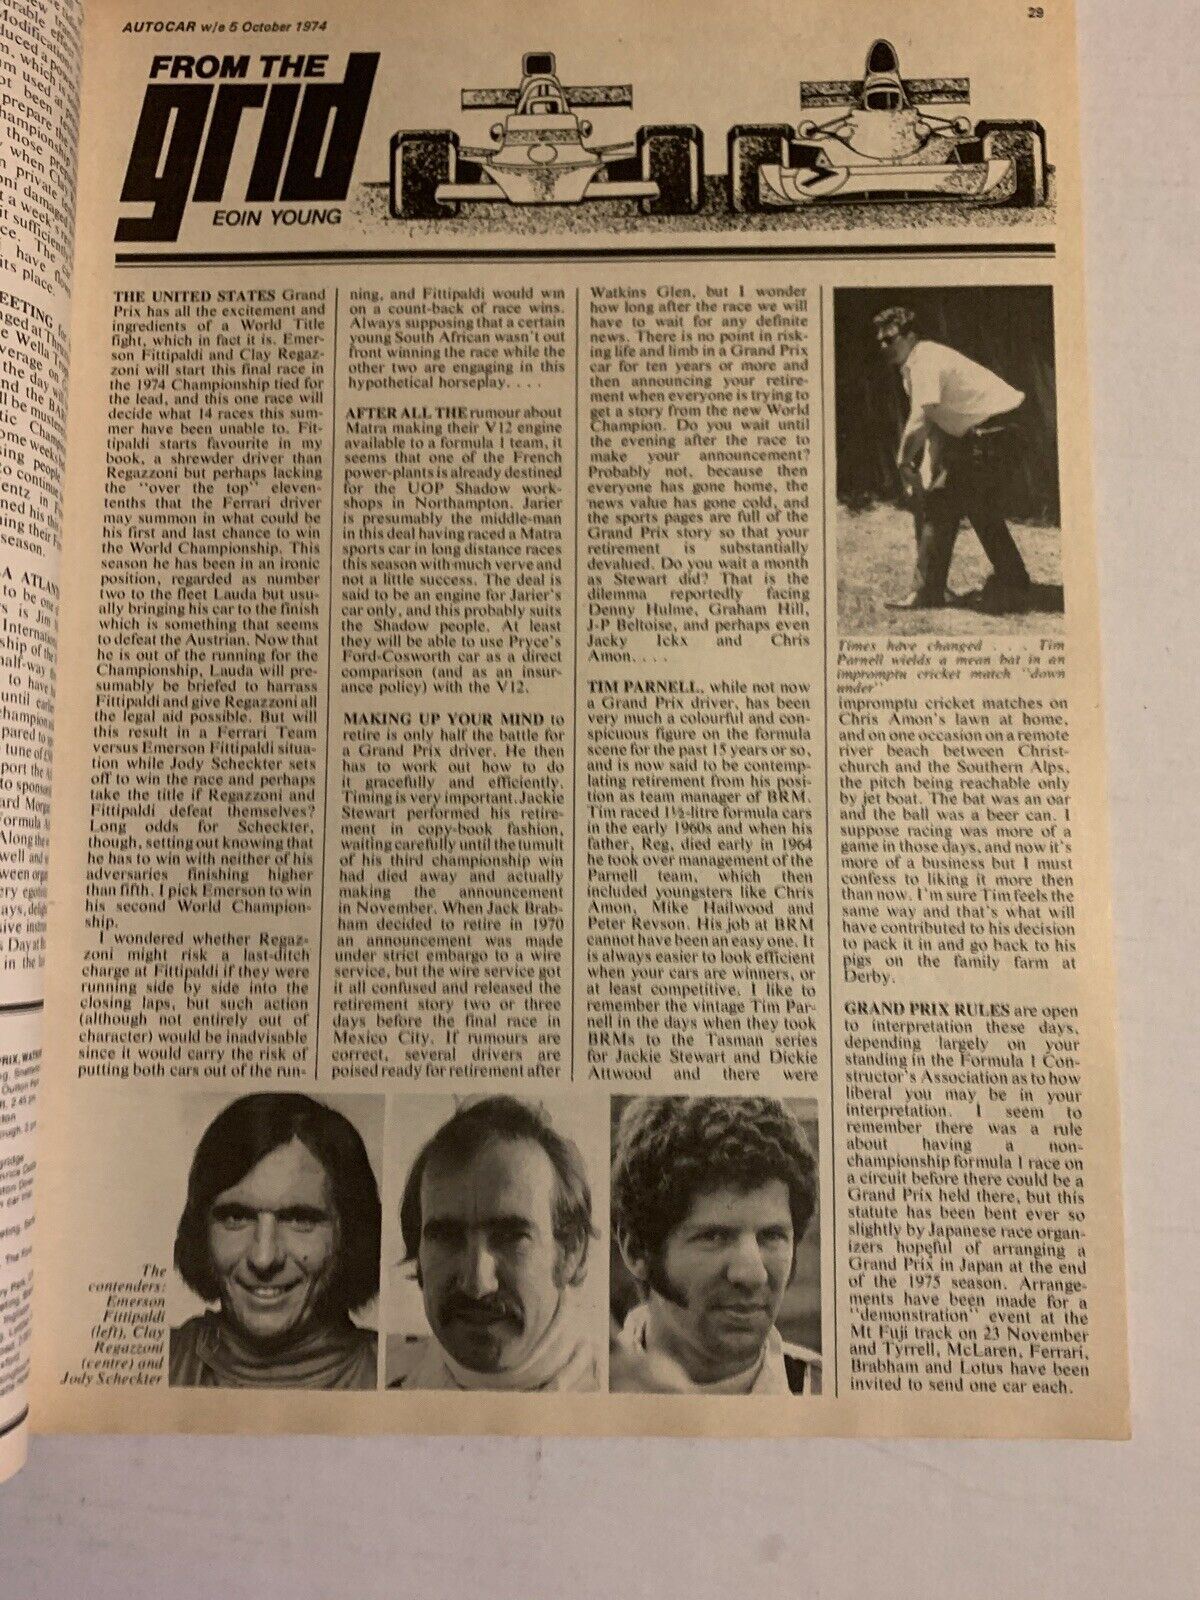 AUTOCAR w/e 5 October 1974
29
FROM THE
grid
EOIN YOUNG
THE UNITED STATES Grand
Prix has all the excitement and
ingredients of a World Title
fight, which in fact it is. Emer-
son Fittipaldi and Clay Regaz-
zoni will start this final race in
the 1974 Championship tied for
the lead, and this one race will
decide what 14 races this sum-
mer have been unable to. Fit-
tipaldi starts favourite in my
book, a shrewder driver than
Regazzoni but perhaps lacking
the "over the top" eleven-
tenths that the Ferrari driver
may summon in what could be
his first and last chance to win
the World Championship. This
season he has been in an ironic
position, regarded as number
two to the fleet Lauda but usu-
ally bringing his car to the finish
which is something that seems
to defeat the Austrian. Now that
he is out of the running for the
Championship, Lauda will pre-
sumably be briefed to harrass
Fittipaldi and give Regazzoni all
the legal aid possible. But will
this result in a Ferrari Team
versus Emerson Fittipaldi situa-
tion while Jody Scheckter sets
off to win the race and perhaps
take the title if Regazzoni and
Fittipaldi defeat themselves?
Long odds for Scheckter,
though, setting out knowing that
he has to win with neither of his
adversaries finishing higher
than fifth. I pick Emerson to win
his second World Champion-
ship.
I wondered whether Regaz-
zoni might risk a last-ditch
charge at Fittipaldi if they were
running side by side into the
closing laps, but such action
(although not entirely out of
character) would be inadvisable
since it would carry the risk of
putting both cars out of the run-
ning, and Fittipaldi would win
on a count-back of race wins.
Always supposing that a certain
young South African wasn't out
front winning the race while the
other two are engaging in this
hypothetical horseplay. . . .
AFTER ALL THE rumour about
Matra making their V12 engine
available to a formula 1 team, it
seems that one of the French
power-plants is already destined
for the UOP Shadow work-
shops in Northampton. Jarier
is presumably the middle-man
in this deal having raced a Matra
sports car in long distance races
this season with much verve and
not a little success. The deal is
said to be an engine for Jarier's
car only, and this probably suits
the Shadow people. At least
they will be able to use Pryce's
Ford-Cosworth car as a direct
comparison (and as an insur-
ance policy) with the V12.
MAKING UP YOUR MIND to
retire is only half the battle for
a Grand Prix driver. He then
has to work out how to do
it gracefully and efficiently.
Timing is very important. Jackie
Stewart performed his retire-
ment in copy-book fashion,
waiting carefully until the tumult
of his third championship win
had died away and actually
making the announcement
in November. When Jack Brab-
ham decided to retire in 1970
an announcement was made
under strict embargo to a wire
service, but the wire service got
it all confused and released the
retirement story two or three
days before the final race in
Mexico City. If rumours are
correct, several drivers are
poised ready for retirement after
Watkins Glen, but I wonder
how long after the race we will
have to wait for any definite
news. There is no point in risk-
ing life and limb in a Grand Prix
car for ten years or more and
then announcing your retire-
ment when everyone is trying to
get a story from the new World
Champion. Do you wait until
the evening after the race to
make your announcement?
Probably not, because then
everyone has gone home, the
news value has gone cold, and
the sports pages are full of the
Grand Prix story so that your
retirement is substantially
devalued. Do you wait a month
as Stewart did? That is the
dilemma reportedly facing
Denny Hulme, Graham Hill,
J-P Beltoise, and perhaps even
Jacky Ickx and Chris
Amon. . . .
TIM PARNELL, while not now
a Grand Prix driver, has been
very much a colourful and con-
spicuous figure on the formula
scene for the past 15 years or so,
and is now said to be contemp-
lating retirement from his posi-
tion as team manager of BRM.
Tim raced 1½-litre formula cars
in the early 1960s and when his
father, Reg, died early in 1964
he took over management of the
Parnell team, which then
included youngsters like Chris
Amon, Mike Hailwood and
Peter Revson. His job at BRM
cannot have been an easy one. It
is always easier to look efficient
when your cars are winners, or
at least competitive. I like to
remember the vintage Tim Par-
nell in the days when they took
BRMs to the Tasman series
for Jackie Stewart and Dickie
Attwood and there were
Times have changed . . . . Tim
Parnell wields a mean bat in an
impromptu cricket match "down
under"
impromptu cricket matches on
Chris Amon's lawn at home,
and on one occasion on a remote
river beach between Christ-
church and the Southern Alps,
the pitch being reachable only
by jet boat. The bat was an oar
and the ball was a beer can. I
suppose racing was more of a
game in those days, and now it's
more of a business but I must
confess to liking it more then
than now. I'm sure Tim feels the
same way and that's what will
have contributed to his decision
to pack it in and go back to his
pigs on the family farm at
Derby.
GRAND PRIX RULES are open
to interpretation these days,
depending largely on your
standing in the Formula 1 Con-
structor's Association as to how
liberal you may be in your
interpretation. I seem to
remember there was a rule
about having a non-
championship formula 1 race on
a circuit before there could be a
Grand Prix held there, but this
statute has been bent ever so
slightly by Japanese race organ-
izers hopeful of arranging a
Grand Prix in Japan at the end
of the 1975 season. Arrange-
ments have been made for a
"demonstration" event at the
Mt Fuji track on 23 November
and Tyrrell, McLaren, Ferrari,
Brabham and Lotus have been
invited to send one car each.
The
contenders:
Emerson
Fittipaldi
(left), Clay
Regazzoni
(centre) and
Jody Scheckter